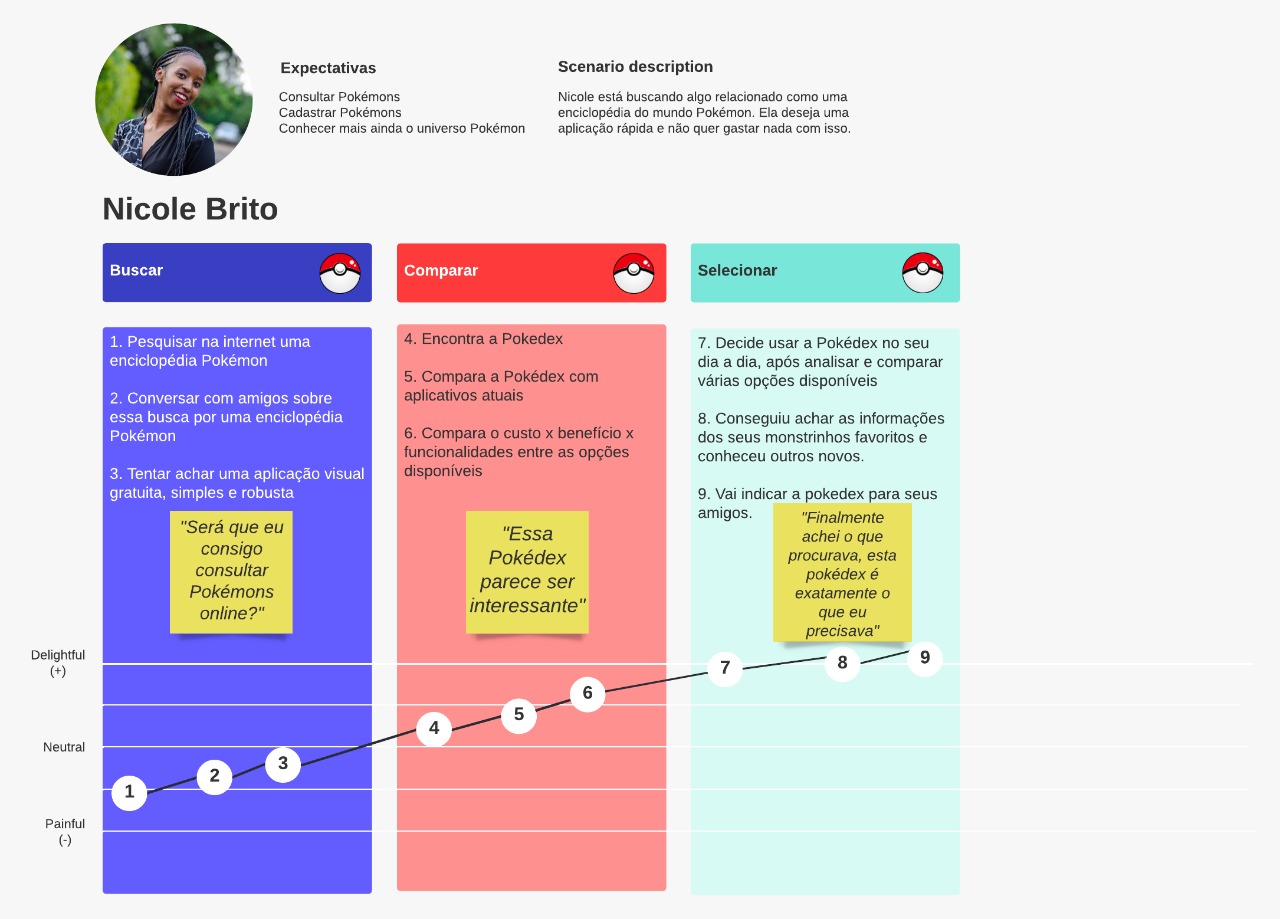 Expectativas
Consultar Pokémons
Cadastrar Pokémons
Conhecer mais ainda o universo Pokémon
Scenario description
Nicole está buscando algo relacionado como uma
enciclopédia do mundo Pokémon. Ela deseja uma
aplicação rápida e não quer gastar nada com isso.
Nicole Brito
Buscar
1. Pesquisar na internet uma
enciclopédia Pokémon
2. Conversar com amigos sobre
essa busca por uma enciclopédia
Pokémon
3. Tentar achar uma aplicação visual
gratuita, simples e robusta
"Será que eu
consigo
consultar
Pokémons
online?"
Comparar
4. Encontra a Pokedex
5. Compara a Pokédex com
aplicativos atuais
6. Compara o custo x benefício x
funcionalidades entre as opções
disponíveis
"Essa
Pokédex
parece ser
interessante"
Selecionar
7. Decide usar a Pokédex no seu
dia a dia, após analisar e comparar
várias opções disponíveis
8. Conseguiu achar as informações
dos seus monstrinhos favoritos e
conheceu outros novos.
9. Vai indicar a pokedex para seus
amigos.
"Finalmente
achei o que
procurava, esta
pokédex é
exatamente o
que eu
precisava"
Delightful
(+)
Neutral
Painful
(-)
1
2
3
4
5
6
7
8
9